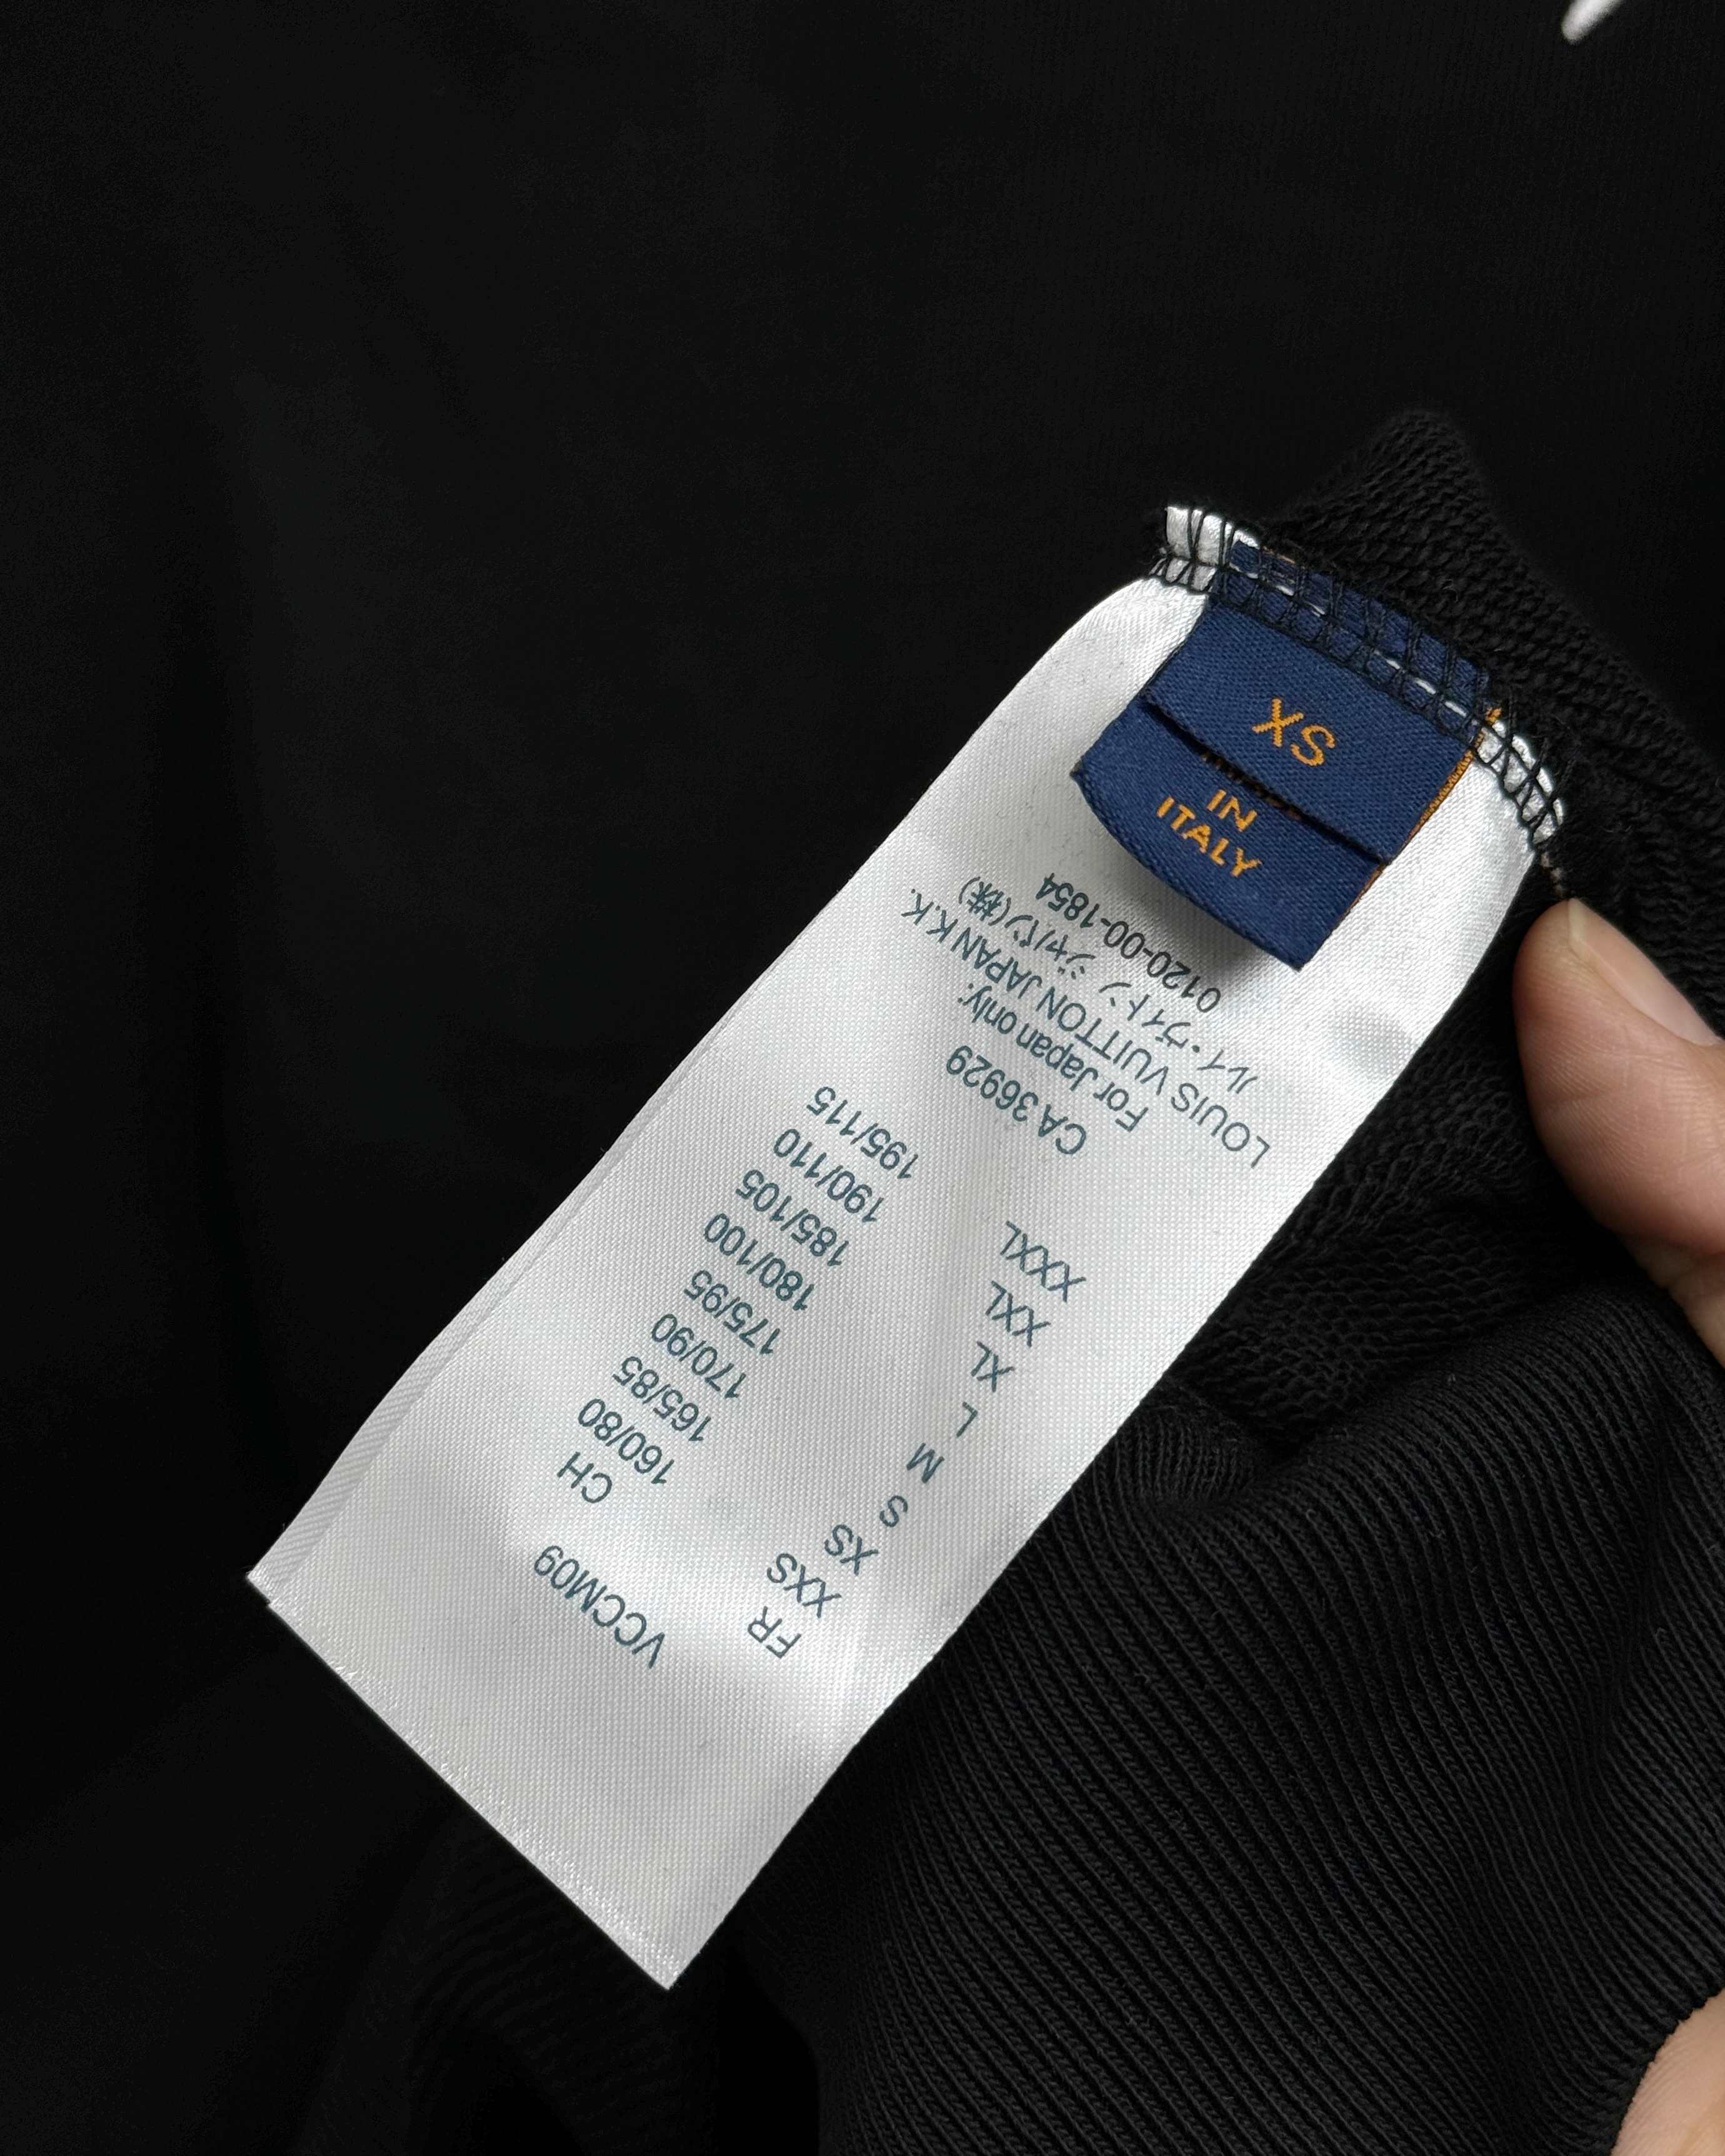 XS
IN
ITALY
VCCM09
FR CH
XXS 160/80
XS 165/85
S 170/90
M 175/95
L 180/100
XL 185/105
XXL 190/110
XXXL 195/115
CA 36929
For Japan only:
LOUIS VUITTON JAPAN K.K.
ルイ・ヴィトン ジャパン(株)
0120-00-1854